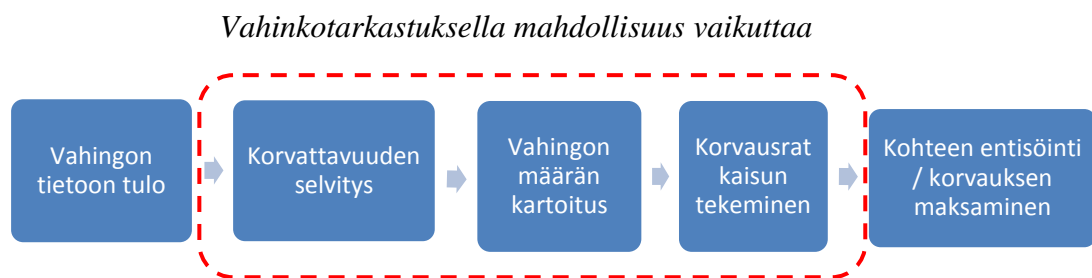 Vahinkotarkastuksella mahdollisuus vaikuttaa
Vahingon
tietoon tulo
Korvattavuuden
selvitys
Vahingon
määrän
kartoitus
Korvausrat
kaisun
tekeminen
Kohteen entisöinti
/ korvauksen
maksaminen